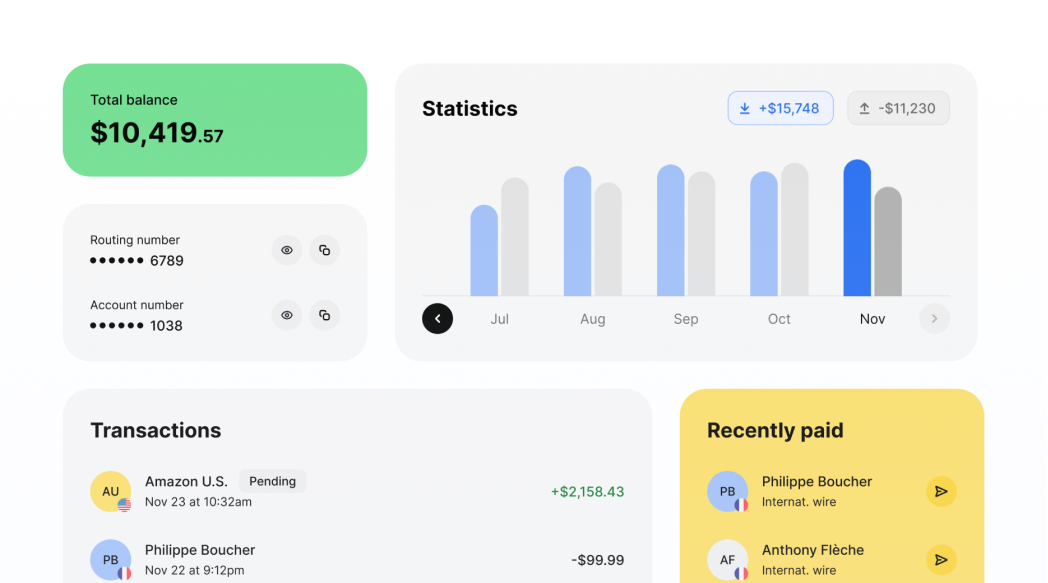 Total balance
$10,419.57
Routing number
•••••• 6789
Account number
•••••• 1038
Statistics
+$15,748
-$11,230
Jul
Aug
Sep
Oct
Nov
Transactions
AU
Amazon U.S.
Pending
Nov 23 at 10:32am
+$2,158.43
PB
Philippe Boucher
Nov 22 at 9:12pm
-$99.99
Recently paid
PB
Philippe Boucher
Internat. wire
AF
Anthony Flèche
Internat. wire